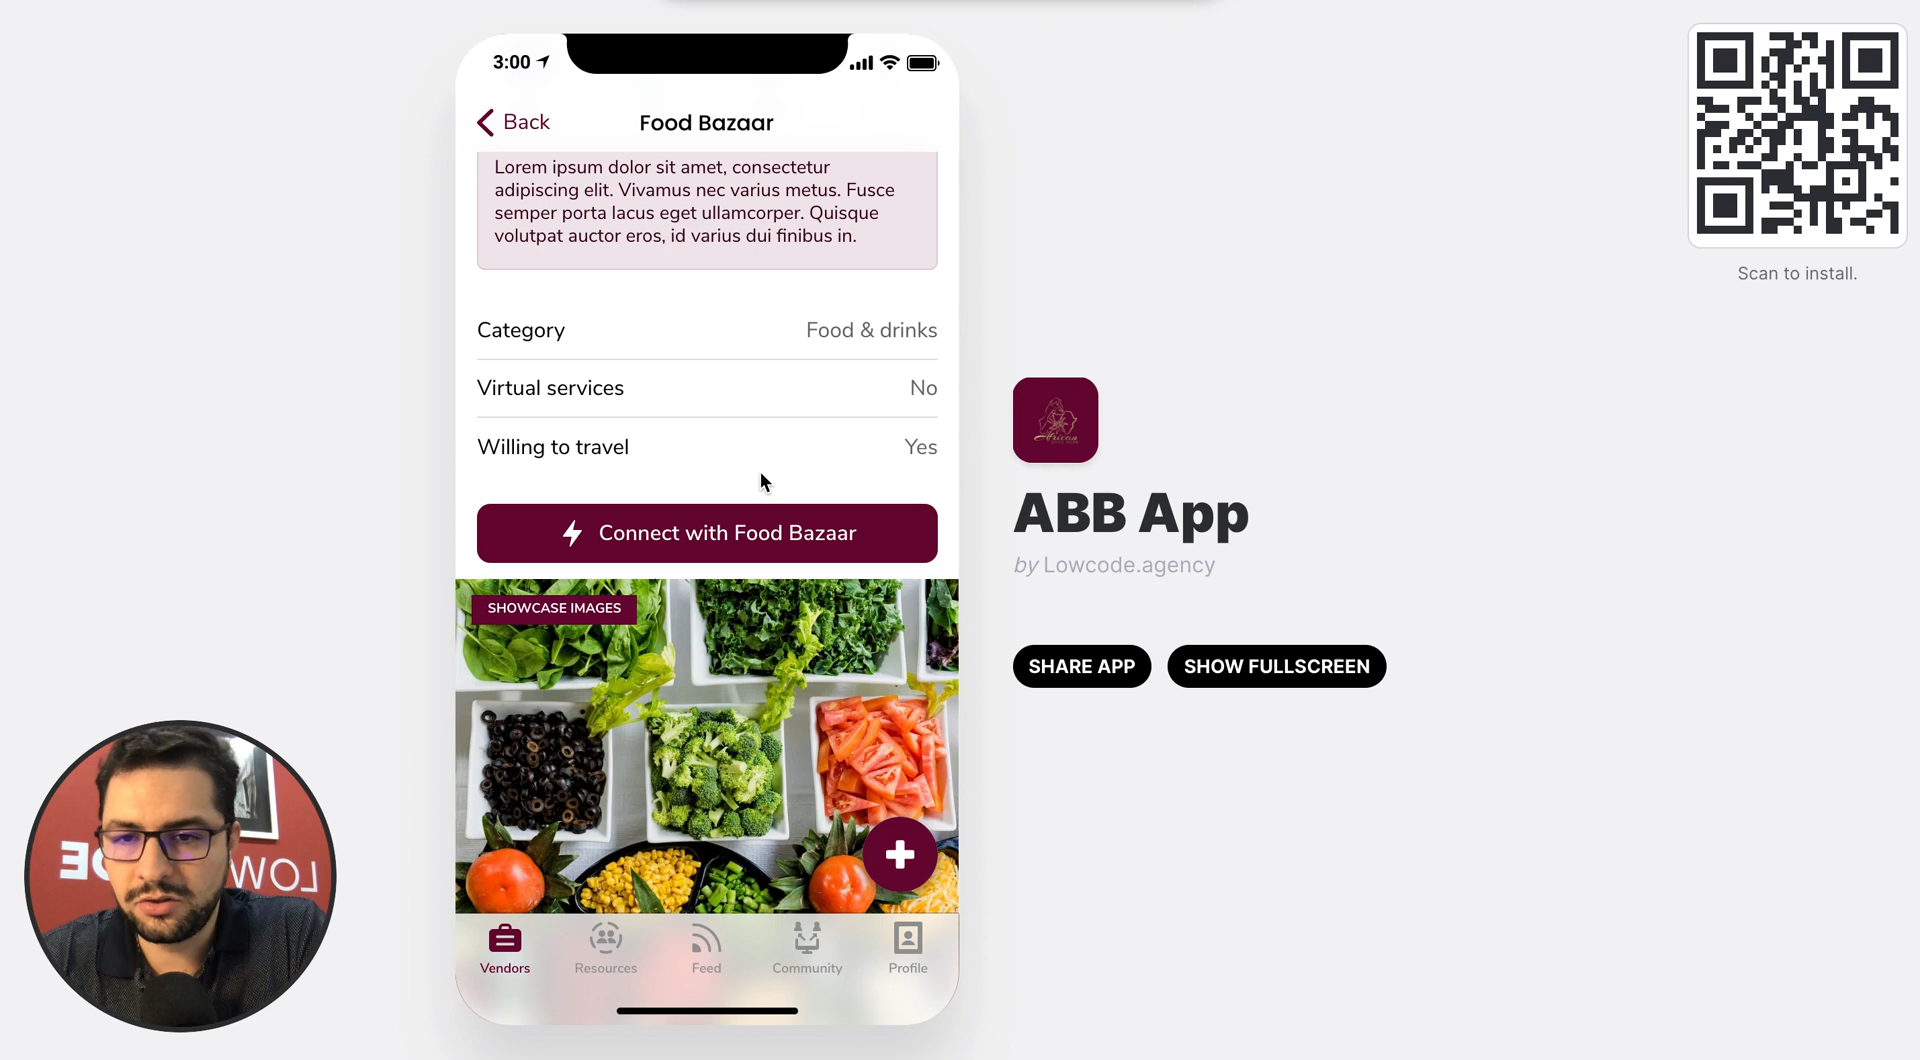 3:00
Back
Food Bazaar
Lorem ipsum dolor sit amet, consectetur
adipiscing elit. Vivamus nec varius metus. Fusce
semper porta lacus eget ullamcorper. Quisque
volutpat auctor eros, id varius dui finibus in.
Category
Food & drinks
Virtual services
No
Willing to travel
Yes
Connect with Food Bazaar
SHOWCASE IMAGES
Vendors
Resources
Feed
Community
Profile
Scan to install.
African
ABB App
by Lowcode.agency
SHARE APP
SHOW FULLSCREEN
LOW
DE